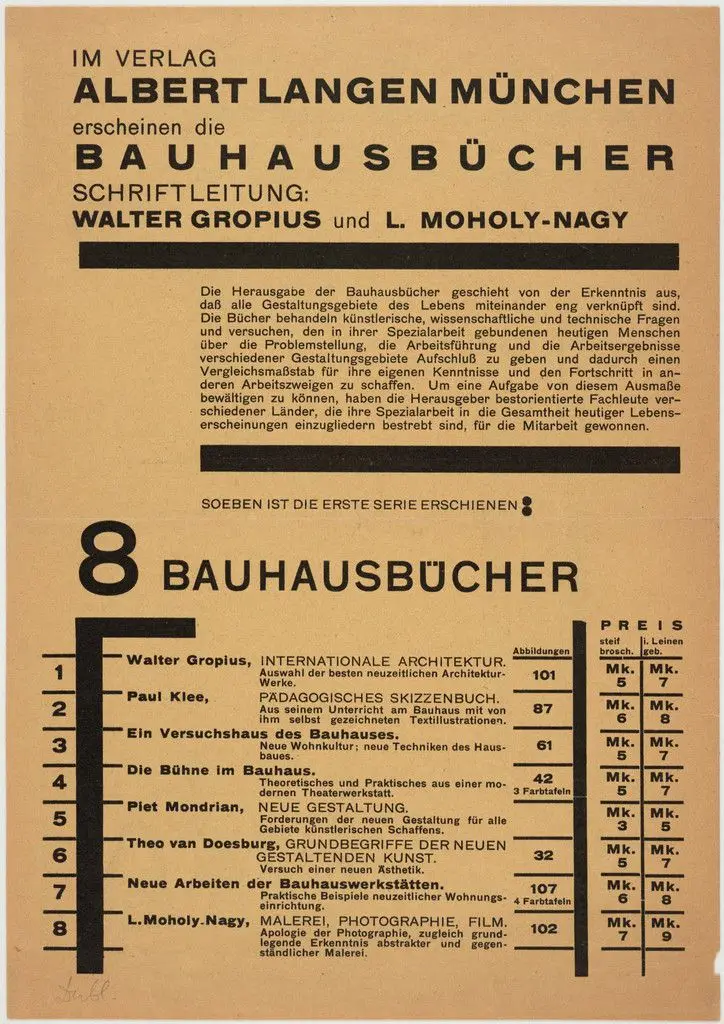 IM VERLAG
ALBERT LANGEN MÜNCHEN
erscheinen die
BAUHAUSBÜCHER
SCHRIFTLEITUNG:
WALTER GROPIUS und L. MOHOLY-NAGY
Die Herausgabe der Bauhausbücher geschieht von der Erkenntnis aus,
daß alle Gestaltungsgebiete des Lebens miteinander eng verknüpft sind.
Die Bücher behandeln künstlerische, wissenschaftliche und technische Fragen
und versuchen, den in ihrer Spezialarbeit gebundenen heutigen Menschen
über die Problemstellung, die Arbeitsführung und die Arbeitsergebnisse
verschiedener Gestaltungsgebiete Aufschluß zu geben und dadurch einen
Vergleichsmaßstab für ihre eigenen Kenntnisse und den Fortschritt in an-
deren Arbeitszweigen zu schaffen. Um eine Aufgabe von diesem Ausmaße
bewältigen zu können, haben die Herausgeber bestorientierte Fachleute ver-
schiedener Länder, die ihre Spezialarbeit in die Gesamtheit heutiger Lebens-
erscheinungen einzugliedern bestrebt sind, für die Mitarbeit gewonnen.
SOEBEN IST DIE ERSTE SERIE ERSCHIENEN:
8 BAUHAUSBÜCHER
PREIS
Abbildungen steif brosch. i. Leinen geb.
1 Walter Gropius, INTERNATIONALE ARCHITEKTUR. 101 Mk. 5 Mk. 7
Auswahl der besten neuzeitlichen Architektur-
Werke.
2 Paul Klee, PÄDAGOGISCHES SKIZZENBUCH. 87 Mk. 6 Mk. 8
Aus seinem Unterricht am Bauhaus mit von
ihm selbst gezeichneten Textillustrationen.
3 Ein Versuchshaus des Bauhauses. 61 Mk. 5 Mk. 7
Neue Wohnkultur; neue Techniken des Haus-
baues.
4 Die Bühne im Bauhaus. 42 3 Farbtafeln Mk. 5 Mk. 7
Theoretisches und Praktisches aus einer mo-
dernen Theaterwerkstatt.
5 Piet Mondrian, NEUE GESTALTUNG. Mk. 3 Mk. 5
Forderungen der neuen Gestaltung für alle
Gebiete künstlerischen Schaffens.
6 Theo van Doesburg, GRUNDBEGRIFFE DER NEUEN 32 Mk. 5 Mk. 7
GESTALTENDEN KUNST.
Versuch einer neuen Ästhetik.
7 Neue Arbeiten der Bauhauswerkstätten. 107 4 Farbtafeln Mk. 6 Mk. 8
Praktische Beispiele neuzeitlicher Wohnungs-
einrichtung.
8 L.Moholy-Nagy, MALEREI, PHOTOGRAPHIE, FILM. 102 Mk. 7 Mk. 9
Apologie der Photographie, zugleich grund-
legende Erkenntnis abstrakter und gegen-
ständlicher Malerei.